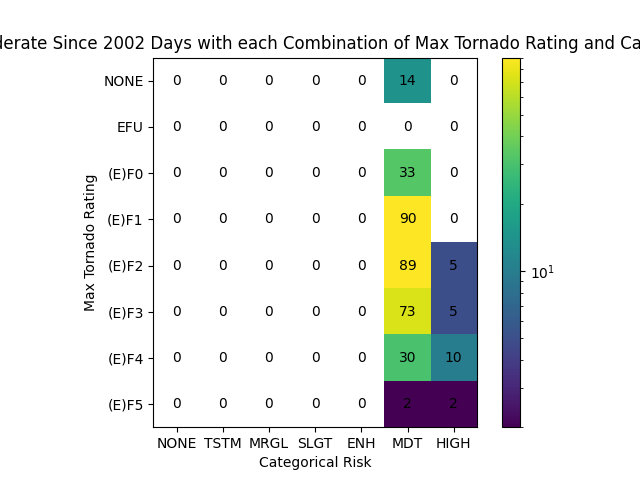 Since 2002 Days with each Combination of Max Tornado Rating and
NONE 0 0 0 0 0 14 0
EFU 0 0 0 0 0 0 0
(E)F0 0 0 0 0 0 33 0
(E)F1 0 0 0 0 0 90 0
(E)F2 0 0 0 0 0 89 5
(E)F3 0 0 0 0 0 73 5
(E)F4 0 0 0 0 0 30 10
(E)F5 0 0 0 0 0 2 2
NONE TSTM MRGL SLGT ENH MDT HIGH
Categorical Risk
Max Tornado Rating
10¹